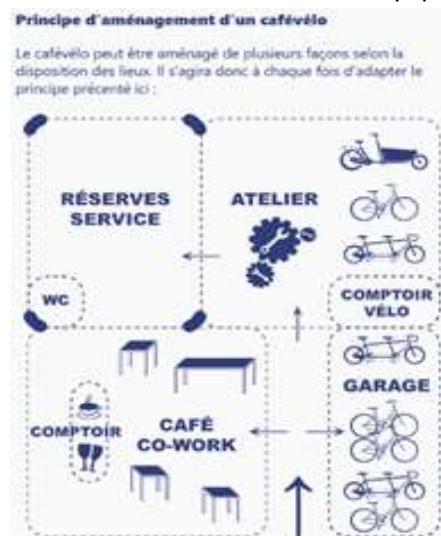 Principe d'aménagement d'un cafévélo
Le cafévélo peut être aménagé de plusieurs façons selon la
disposition des lieux. Il s'agira donc à chaque fois d'adapter le
principe précenté ici :
RÉSERVES
SERVICE
ATELIER
WC
COMPTOIR
VÉLO
GARAGE
COMPTOIR
CAFÉ
CO-WORK